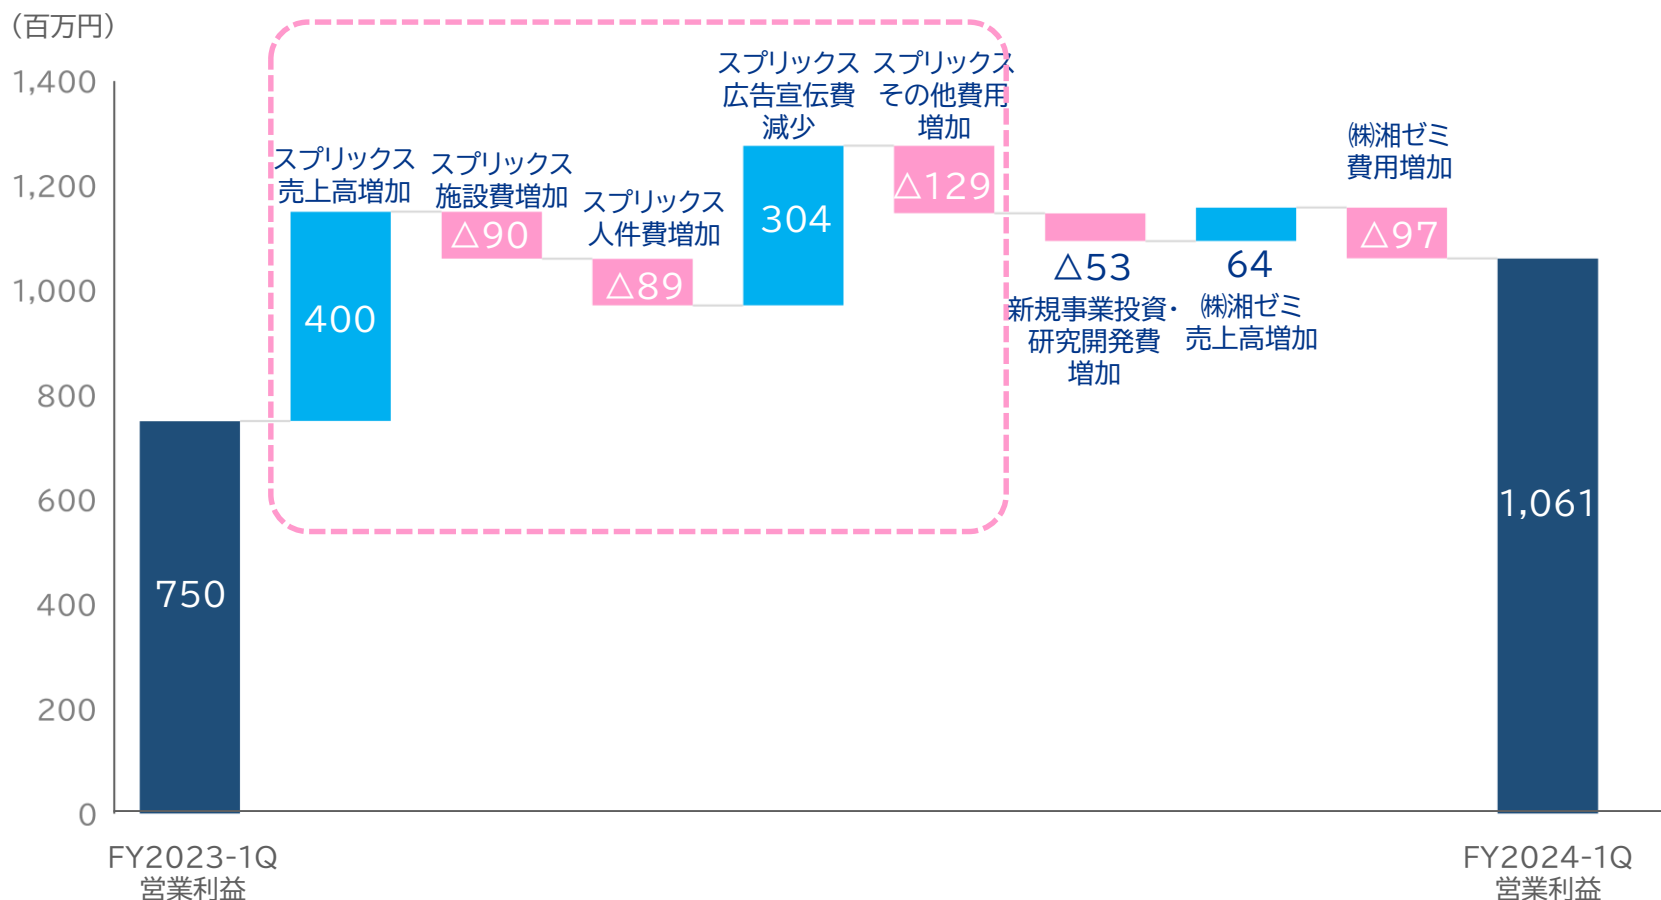 （百万円）
1,400
1,200
1,000
800
600
400
200
0
750
FY2023-1Q
営業利益
スプリックス
売上高増加
400
スプリックス
施設費増加
△90
スプリックス
人件費増加
△89
スプリックス
広告宣伝費
減少
304
スプリックス
その他費用
増加
△129
△53
新規事業投資・
研究開発費
増加
64
㈱湘ゼミ
売上高増加
㈱湘ゼミ
費用増加
△97
1,061
FY2024-1Q
営業利益